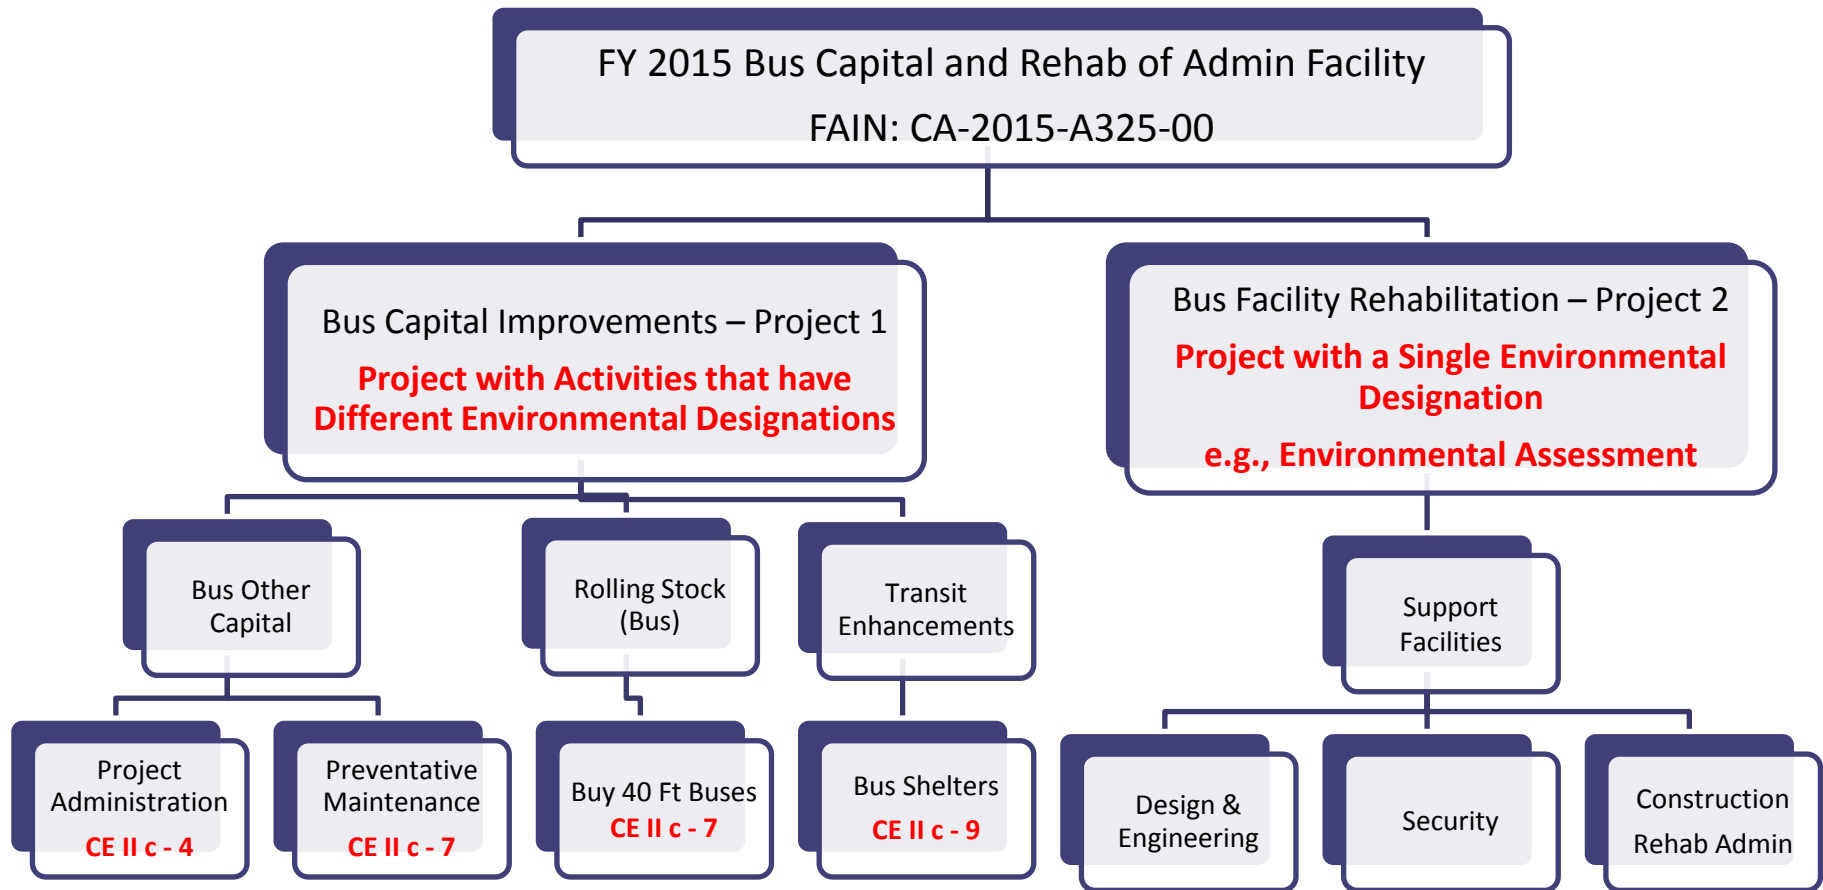 FY 2015 Bus Capital and Rehab of Admin Facility
FAIN: CA-2015-A325-00
Bus Capital Improvements – Project 1
Project with Activities that have
Different Environmental Designations
Bus Facility Rehabilitation – Project 2
Project with a Single Environmental
Designation
e.g., Environmental Assessment
Bus Other
Capital
Rolling Stock
(Bus)
Transit
Enhancements
Support
Facilities
Project
Administration
CE II c - 4
Preventative
Maintenance
CE II c - 7
Buy 40 Ft Buses
CE II c - 7
Bus Shelters
CE II c - 9
Design &
Engineering
Security
Construction
Rehab Admin